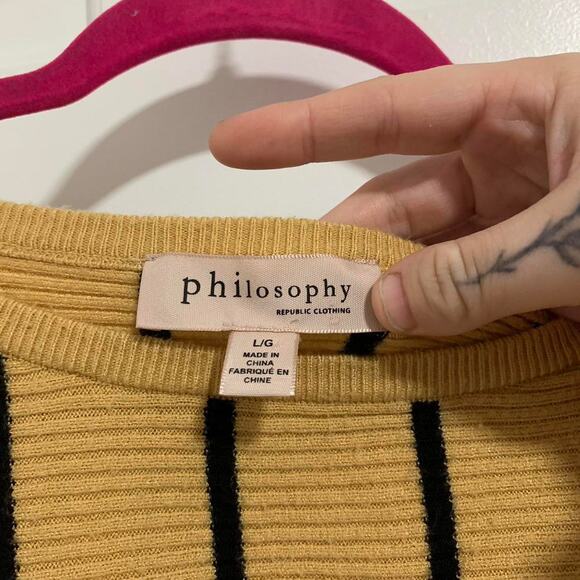 philosophy
REPUBLIC CLOTHING
L/G
MADE IN
CHINA
FABRIQUÉ EN
CHINE